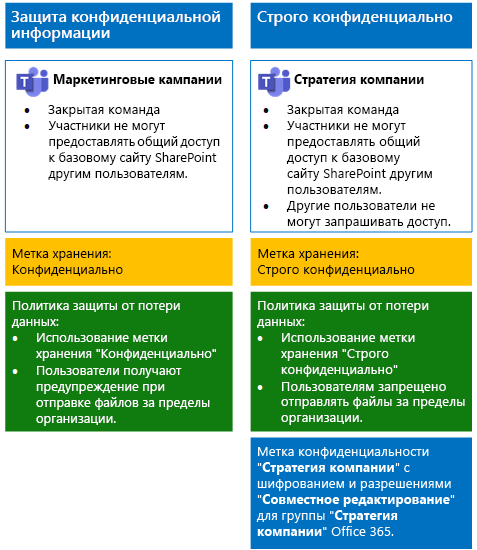 Защита конфиденциальной
информации
T
Маркетинговые кампании
• Закрытая команда
• Участники не могут
предоставлять общий доступ
к базовому сайту SharePoint
другим пользователям.
Метка хранения:
Конфиденциально
Политика защиты от потери
данных:
• Использование метки
хранения "Конфиденциально"
• Пользователи получают
предупреждение при
отправке файлов за пределы
организации.
Строго конфиденциально
T
Стратегия компании
• Закрытая команда
• Участники не могут
предоставлять общий
доступ к базовому
сайту SharePoint другим
пользователям.
• Другие пользователи не
могут запрашивать доступ.
Метка хранения:
Строго конфиденциально
Политика защиты от потери
данных:
• Использование метки
хранения "Строго
конфиденциально"
• Пользователям запрещено
отправлять файлы за пределы
организации.
Метка конфиденциальности
"Стратегия компании" с
шифрованием и разрешениями
"Совместное редактирование"
для группы "Стратегия
компании" Office 365.